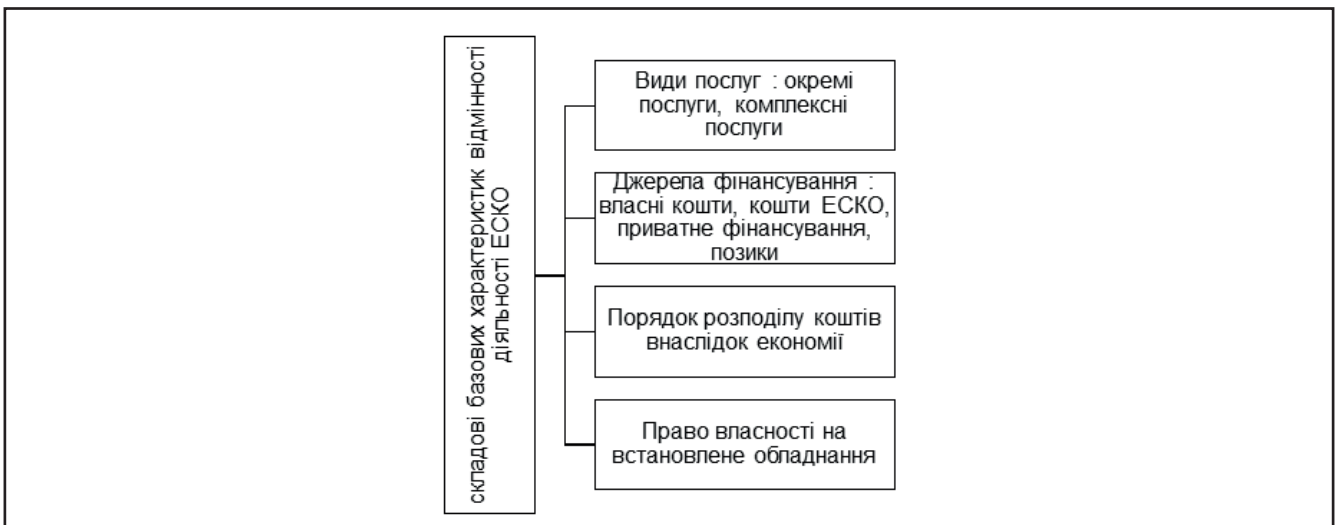 складові базових характеристик відмінності
діяльності ЕСКО
Види послуг : окремі
послуги, комплексні
послуги
Джерела фінансування :
власні кошти, кошти ЕСКО,
приватне фінансування,
позики
Порядок розподілу коштів
внаслідок економії
Право власності на
встановлене обладнання